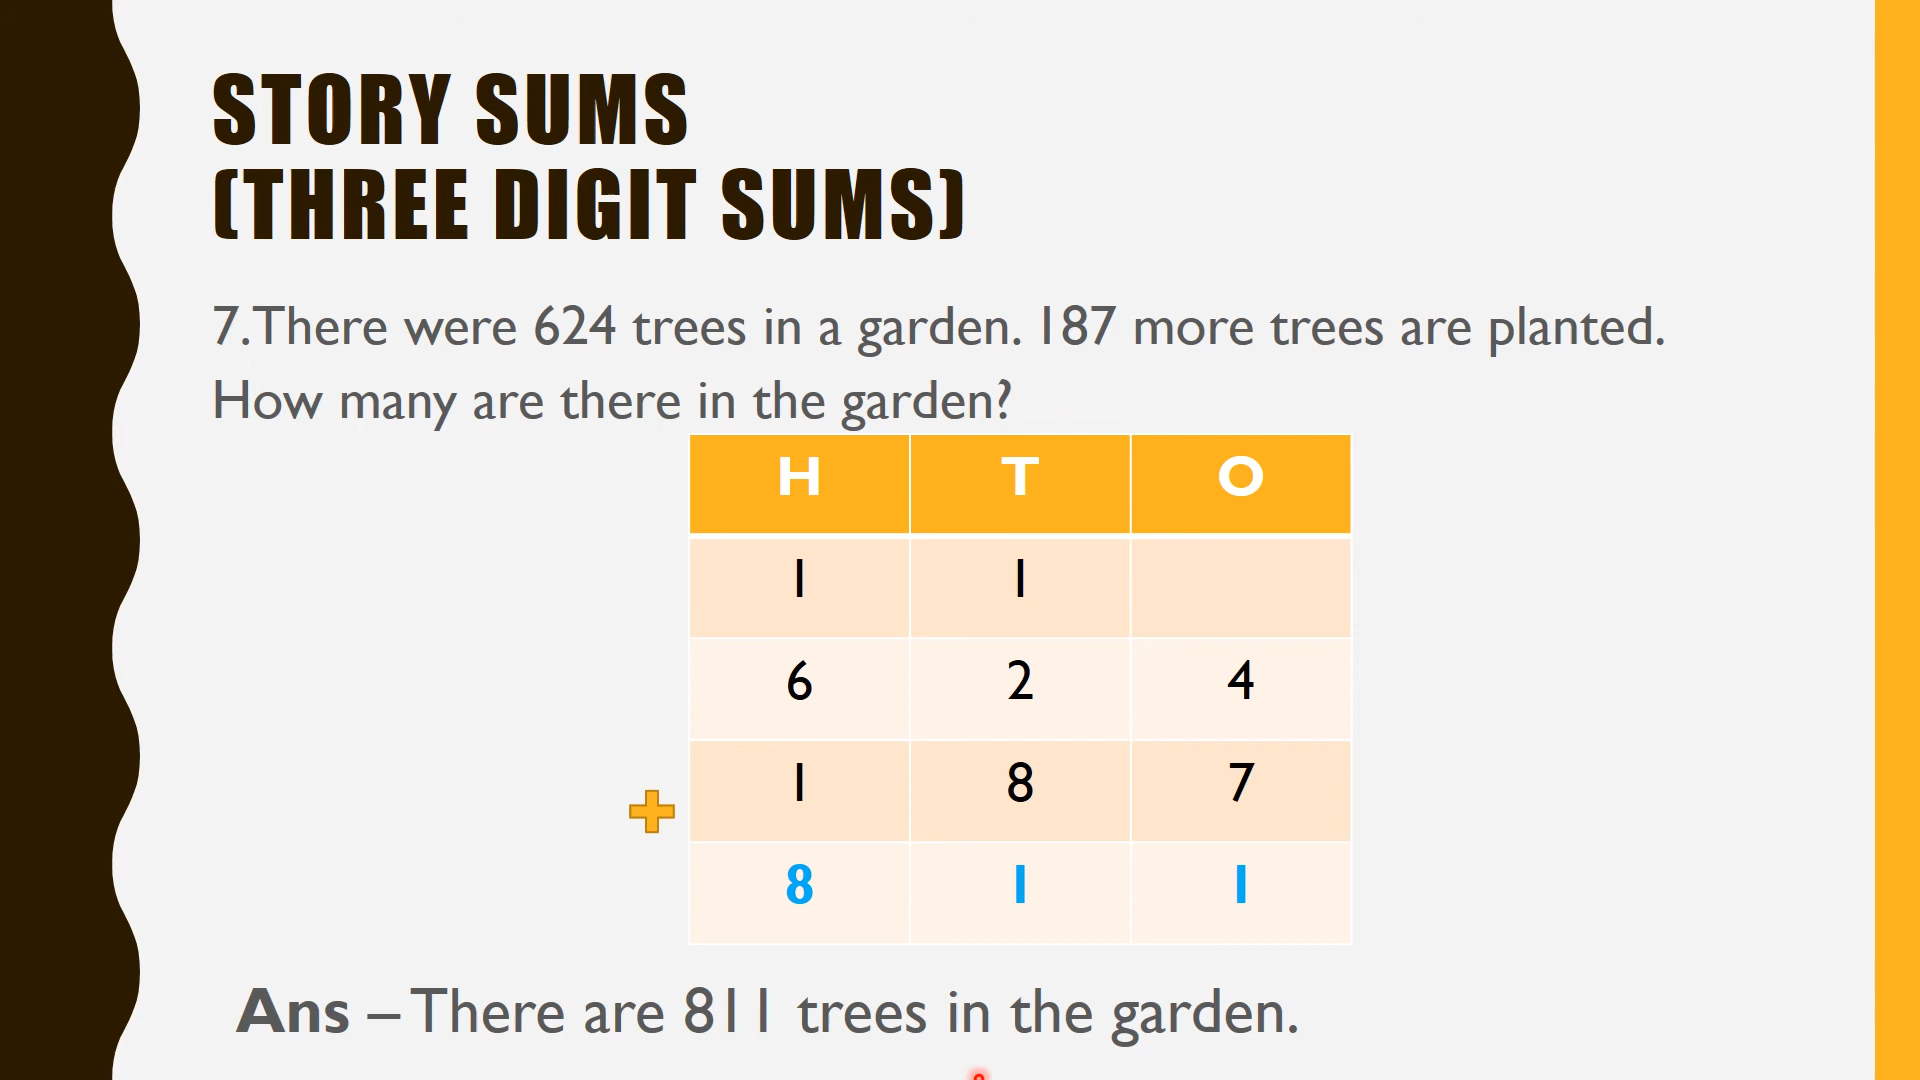 STORY SUMS
(THREE DIGIT SUMS)
7.There were 624 trees in a garden. 187 more trees are planted.
How many are there in the garden?
H T O
1 1
6 2 4
1 8 7
8 1 1
Ans – There are 811 trees in the garden.